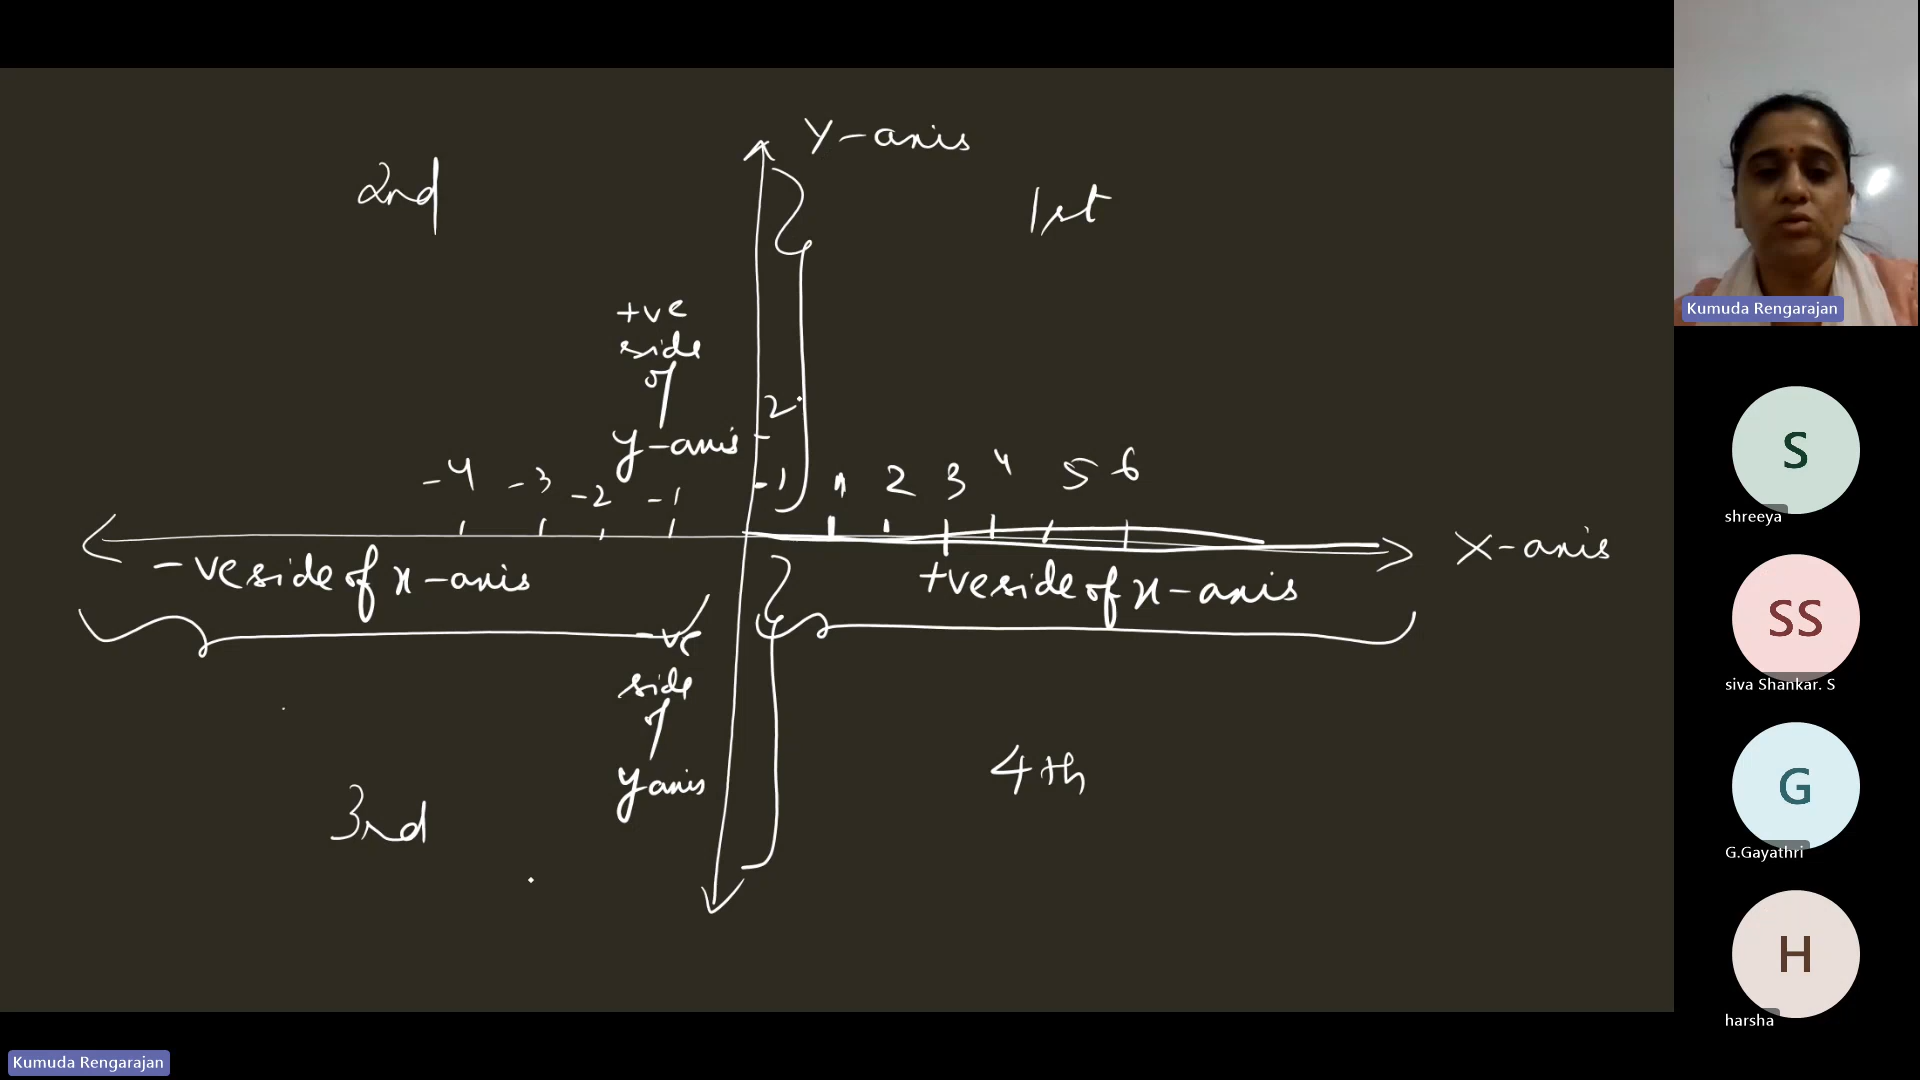 Y-axis
2nd
1st
+ve
side
of
y-axis
2
-4 -3 -2 -1
1
1 2 3 4 5 6
X-axis
-ve side of x-axis
+ve side of x-axis
-ve
side
of
y axis
3rd
4th
Kumuda Rengarajan
S
shreeya
SS
siva Shankar. S
G
G.Gayathri
H
harsha
Kumuda Rengarajan